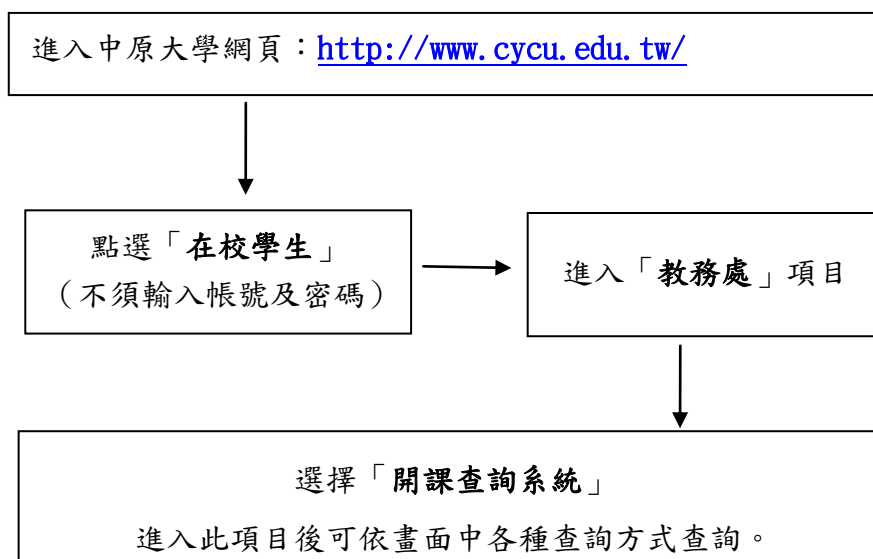 進入中原大學網頁：http://www.cycu.edu.tw/
點選「在校學生」
（不須輸入帳號及密碼）
進入「教務處」項目
選擇「開課查詢系統」
進入此項目後可依畫面中各種查詢方式查詢。